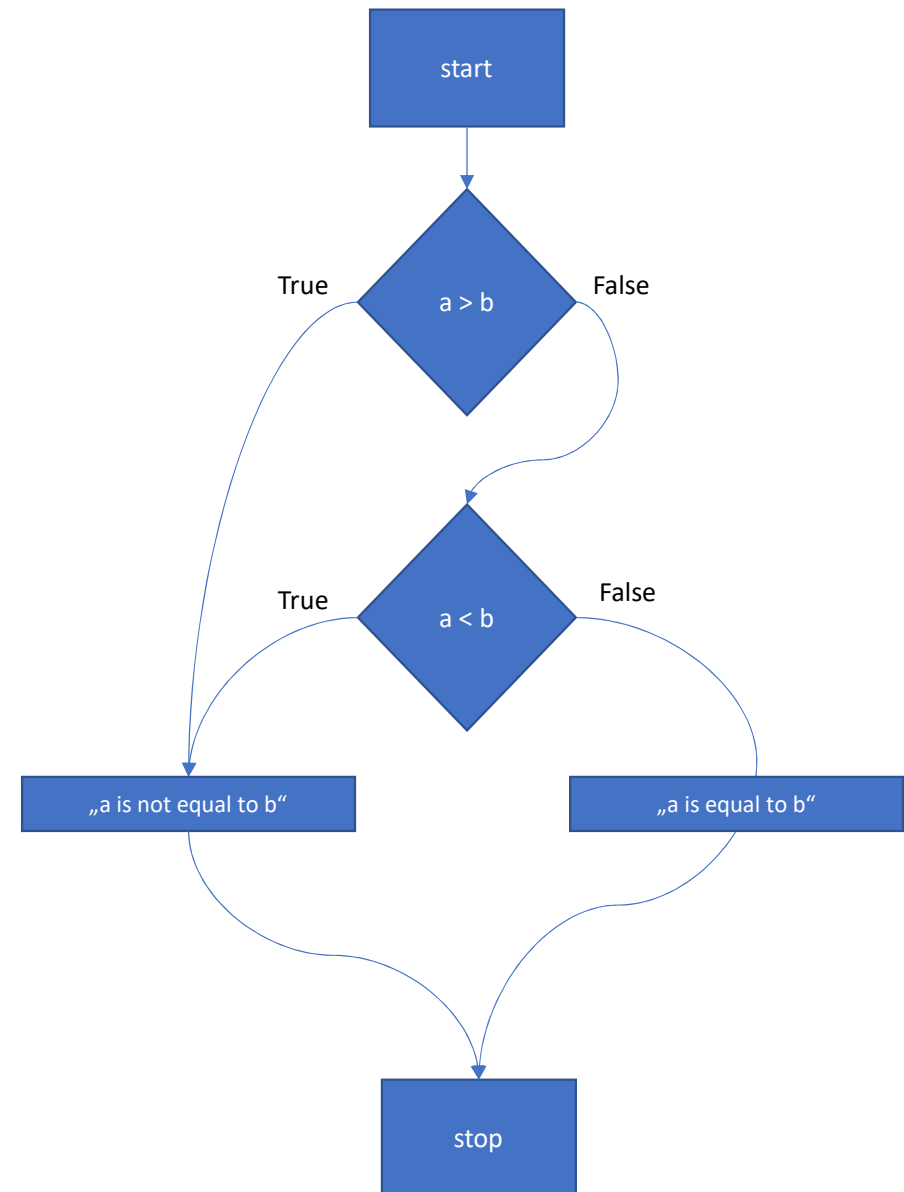 start
True
False
a > b
True
False
a < b
„a is not equal to b“
„a is equal to b“
stop